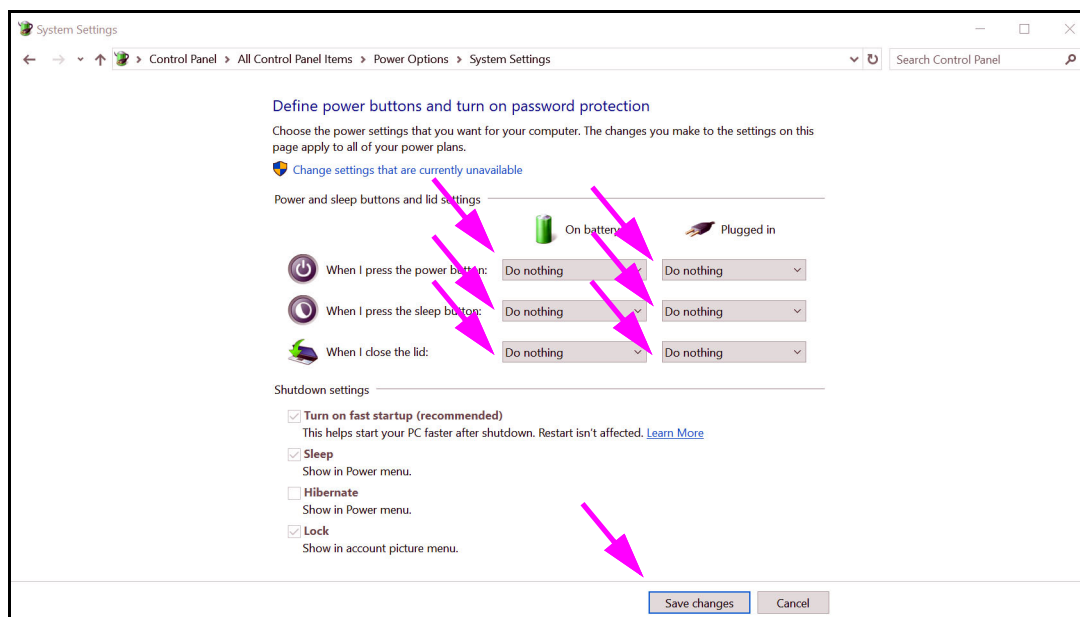 System Settings
Control Panel > All Control Panel Items > Power Options > System Settings
Search Control Panel
Define power buttons and turn on password protection
Choose the power settings that you want for your computer. The changes you make to the settings on this
page apply to all of your power plans.
Change settings that are currently unavailable
Power and sleep buttons and lid settings
On battery
Plugged in
When I press the power button: Do nothing Do nothing
When I press the sleep button: Do nothing Do nothing
When I close the lid: Do nothing Do nothing
Shutdown settings
Turn on fast startup (recommended)
This helps start your PC faster after shutdown. Restart isn't affected. Learn More
Sleep
Show in Power menu.
Hibernate
Show in Power menu.
Lock
Show in account picture menu.
Save changes
Cancel